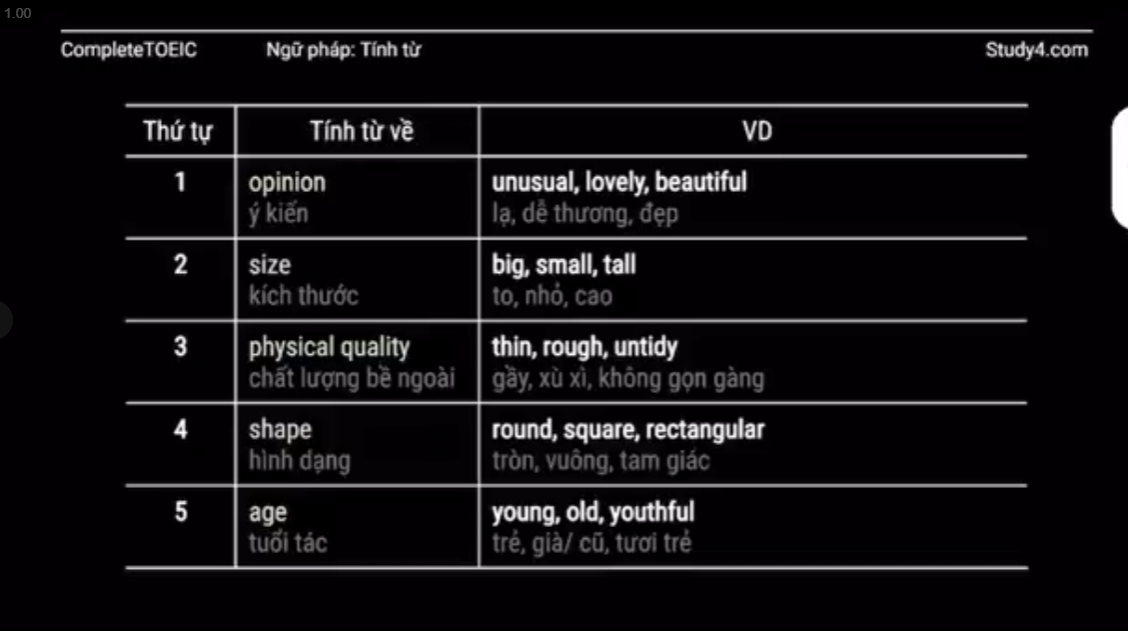 1.00
CompleteTOEIC Ngữ pháp: Tính từ Study4.com
Thứ tự Tính từ về VD
1 opinion unusual, lovely, beautiful
ý kiến lạ, dễ thương, đẹp
2 size big, small, tall
kích thước to, nhỏ, cao
3 physical quality thin, rough, untidy
chất lượng bề ngoài gầy, xù xì, không gọn gàng
4 shape round, square, rectangular
hình dạng tròn, vuông, tam giác
5 age young, old, youthful
tuổi tác trẻ, già/ cũ, tươi trẻ